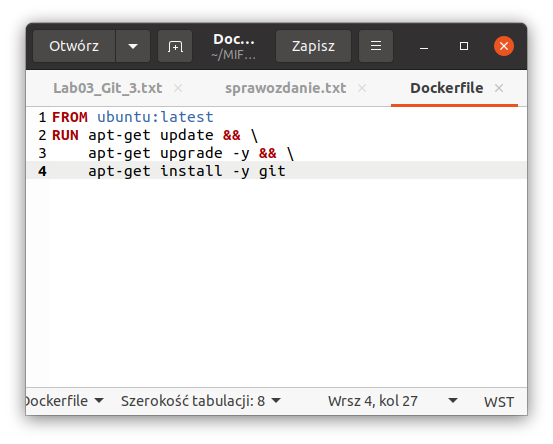 Otwórz
Doc...
~/MIF...
Zapisz
Lab03_Git_3.txt
sprawozdanie.txt
Dockerfile
1 FROM ubuntu:latest
2 RUN apt-get update && \
3     apt-get upgrade -y && \
4     apt-get install -y git
Dockerfile
Szerokość tabulacji: 8
Wrsz 4, kol 27
WST